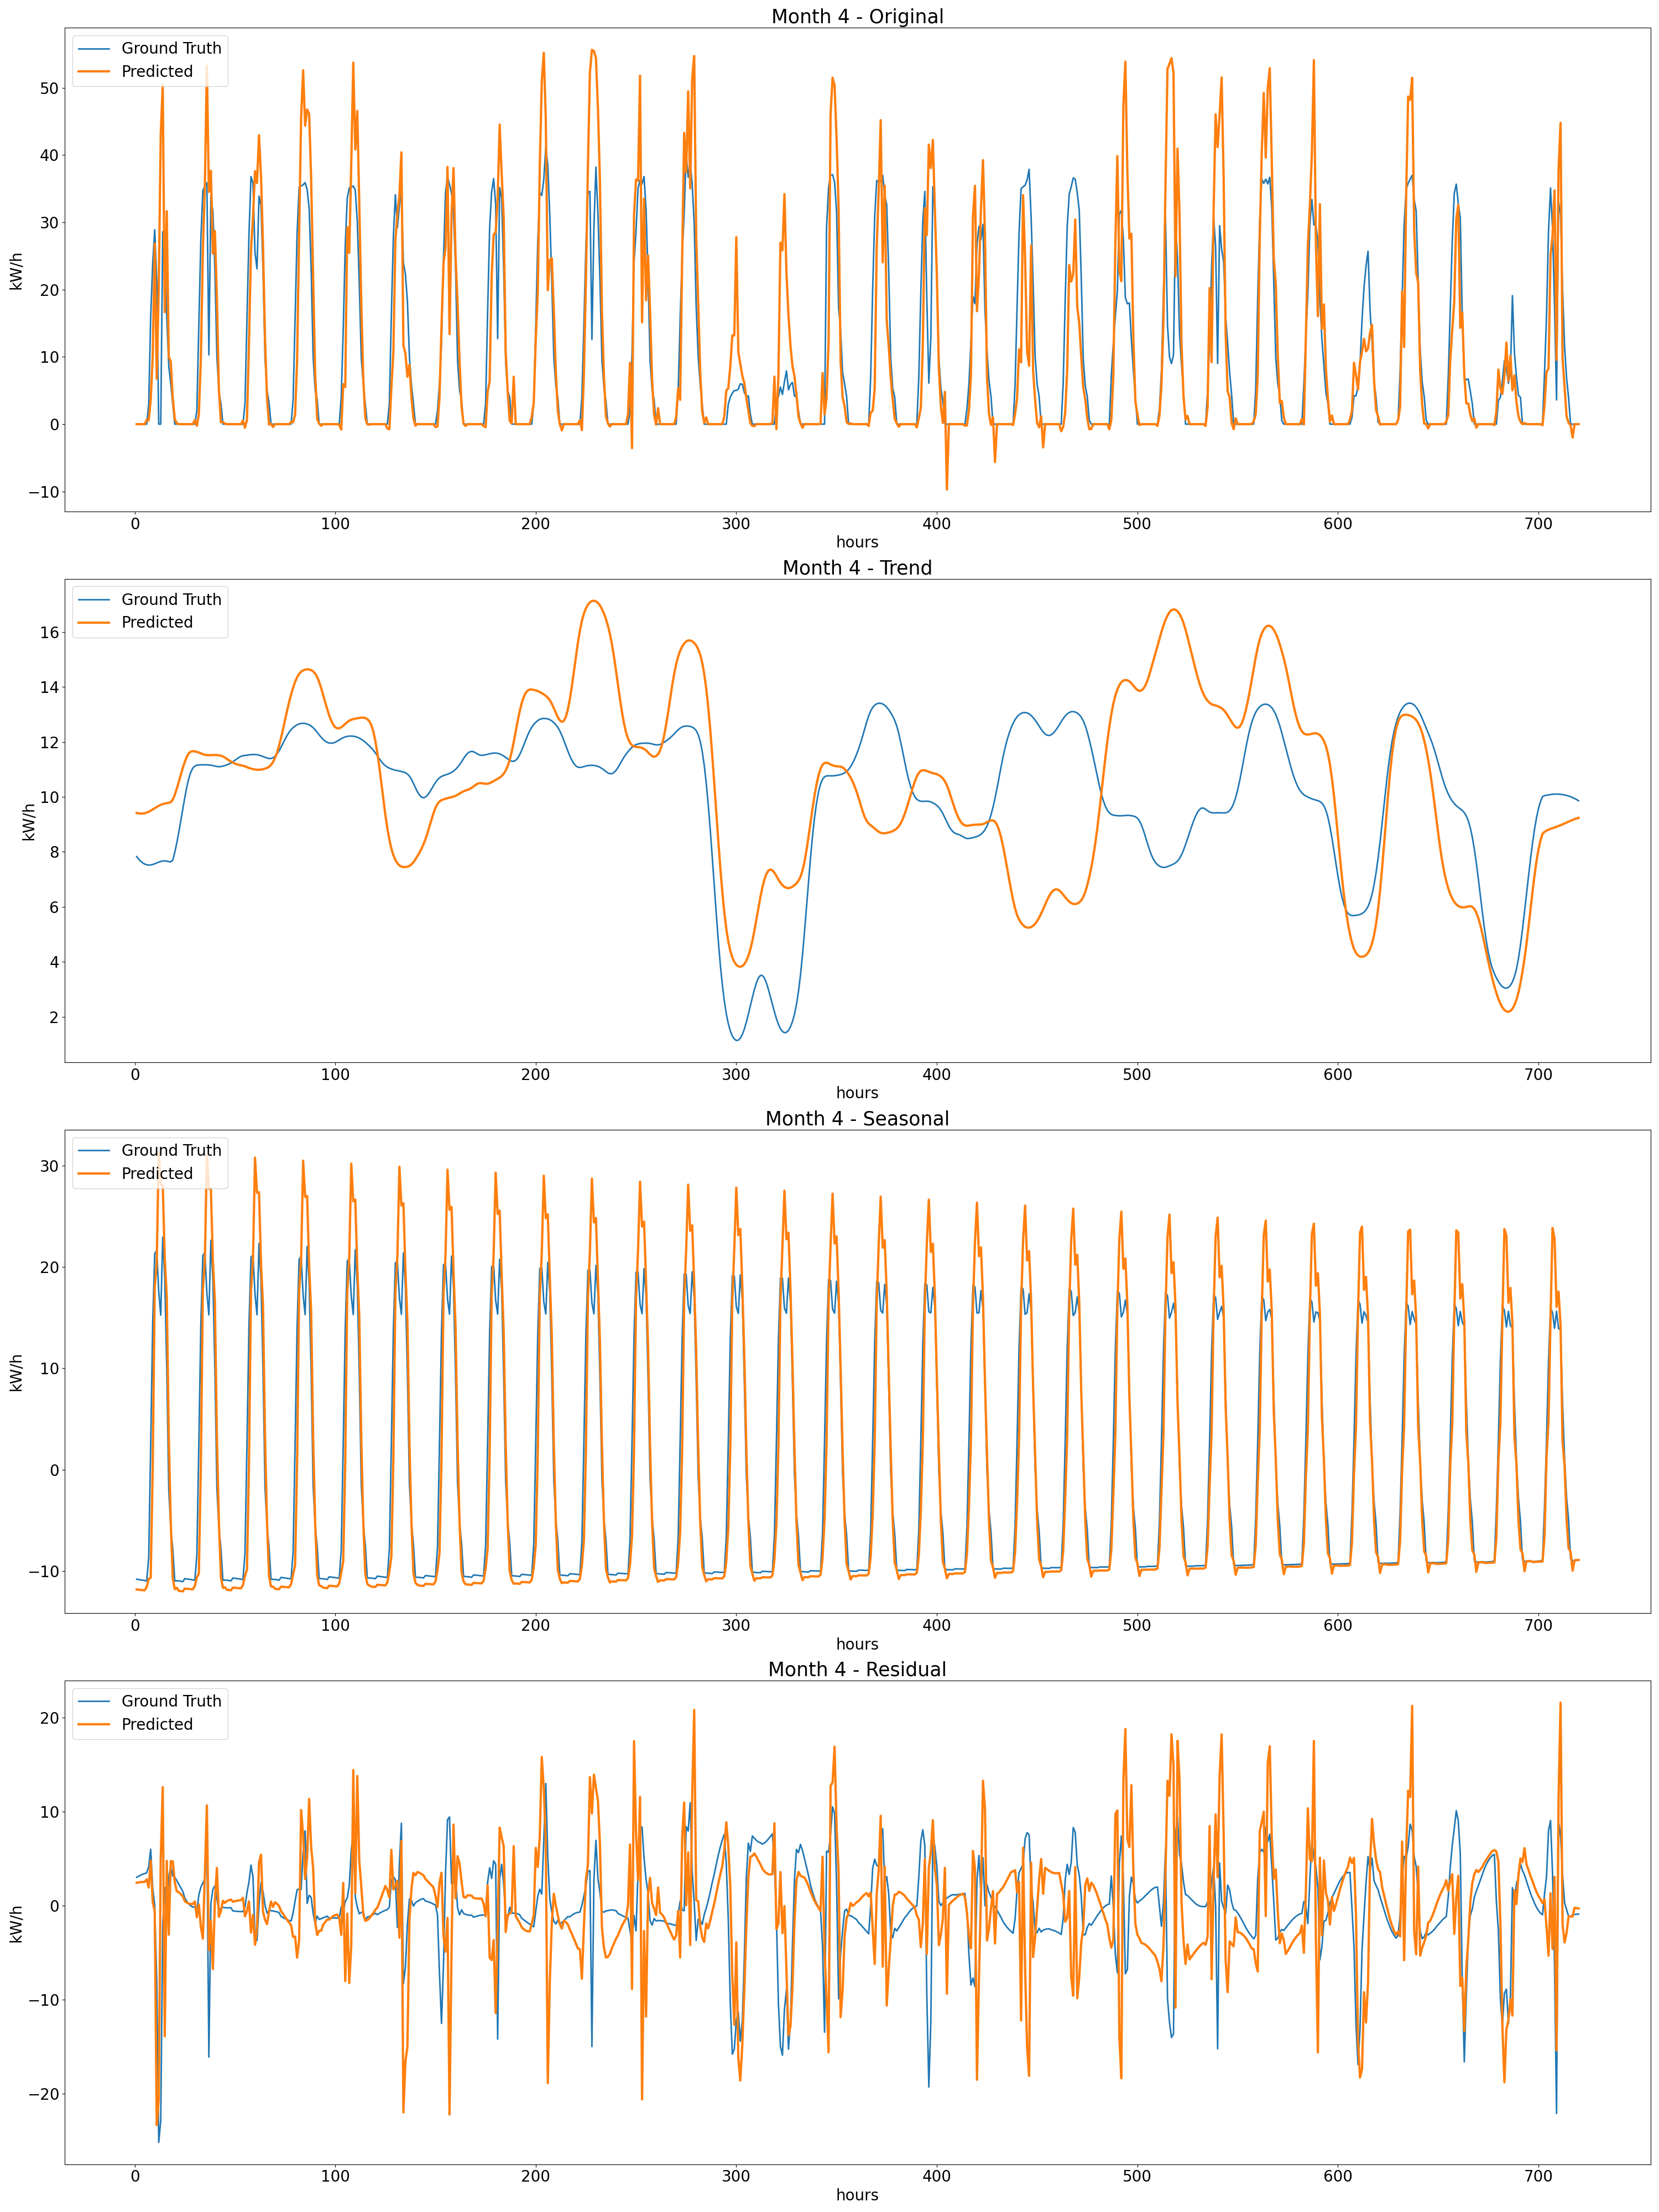 Month 4 - Original
Ground Truth
Predicted
50
40
30
20
10
0
−10
kW/h
0 100 200 300 400 500 600 700
hours
Month 4 - Trend
Ground Truth
Predicted
16
14
12
10
8
6
4
2
kW/h
0 100 200 300 400 500 600 700
hours
Month 4 - Seasonal
Ground Truth
Predicted
30
20
10
0
−10
kW/h
0 100 200 300 400 500 600 700
hours
Month 4 - Residual
Ground Truth
Predicted
20
10
0
−10
−20
kW/h
0 100 200 300 400 500 600 700
hours